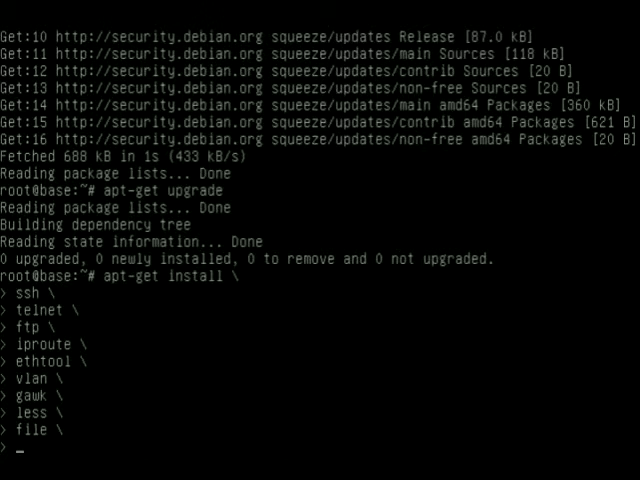 Get:10 http://security.debian.org squeeze/updates Release [87.0 kB]
Get:11 http://security.debian.org squeeze/updates/main Sources [118 kB]
Get:12 http://security.debian.org squeeze/updates/contrib Sources [20 B]
Get:13 http://security.debian.org squeeze/updates/non-free Sources [20 B]
Get:14 http://security.debian.org squeeze/updates/main amd64 Packages [360 kB]
Get:15 http://security.debian.org squeeze/updates/contrib amd64 Packages [621 B]
Get:16 http://security.debian.org squeeze/updates/non-free amd64 Packages [20 B]
Fetched 688 kB in 1s (433 kB/s)
Reading package lists... Done
root@base:~# apt-get upgrade
Reading package lists... Done
Building dependency tree
Reading state information... Done
0 upgraded, 0 newly installed, 0 to remove and 0 not upgraded.
root@base:~# apt-get install \
> ssh \
> telnet \
> ftp \
> iproute \
> ethtool \
> vlan \
> gawk \
> less \
> file \
> _